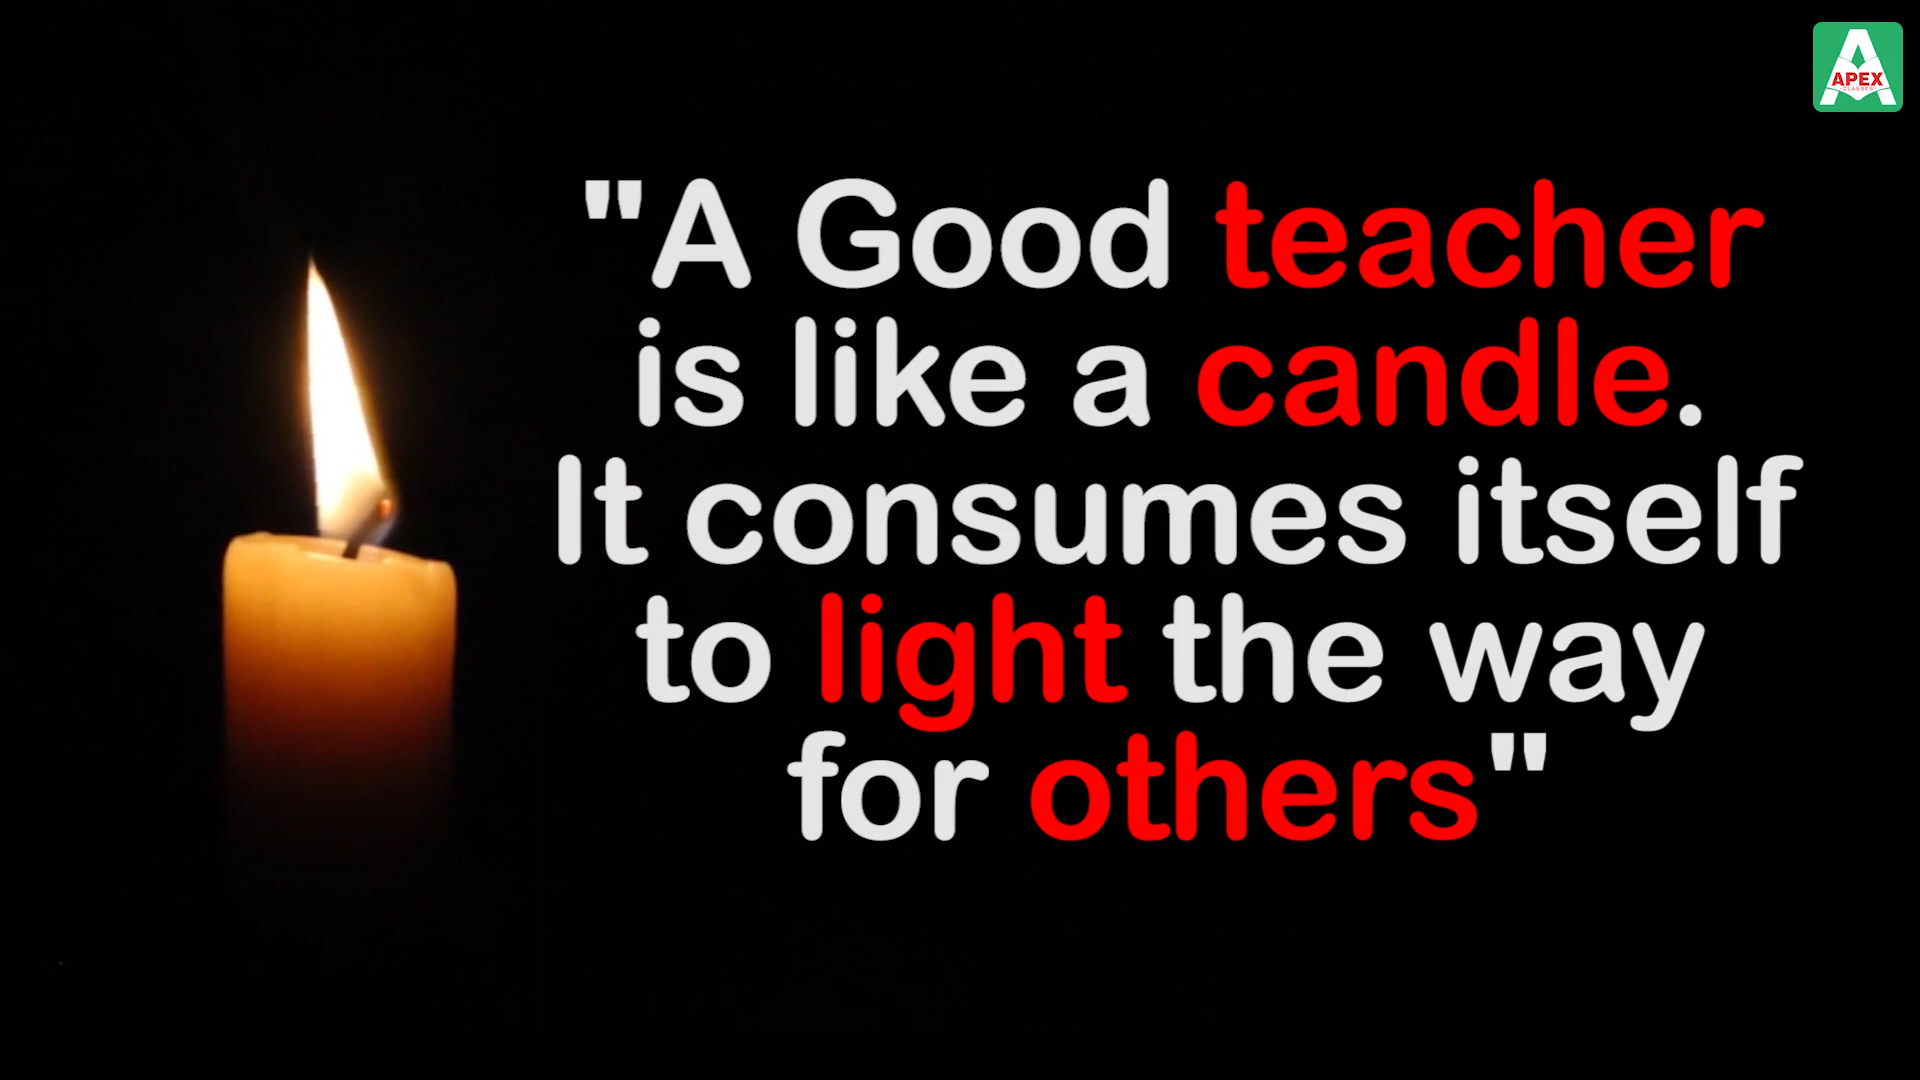 APEX
CLASSES
"A Good teacher
is like a candle.
It consumes itself
to light the way
for others"